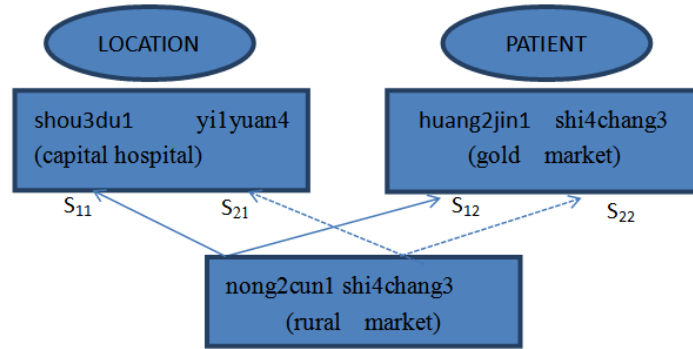 LOCATION
PATIENT
shou3du1 yi1yuan4
(capital hospital)
huang2jin1 shi4chang3
(gold market)
S11
S21
S12
S22
nong2cun1 shi4chang3
(rural market)